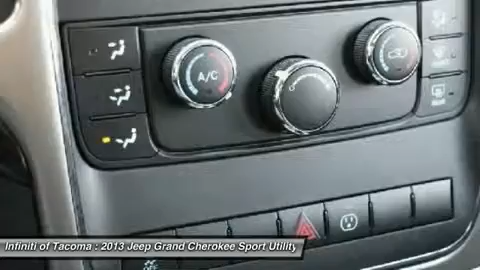 A/C
Infiniti of Tacoma : 2013 Jeep Grand Cherokee Sport Utility